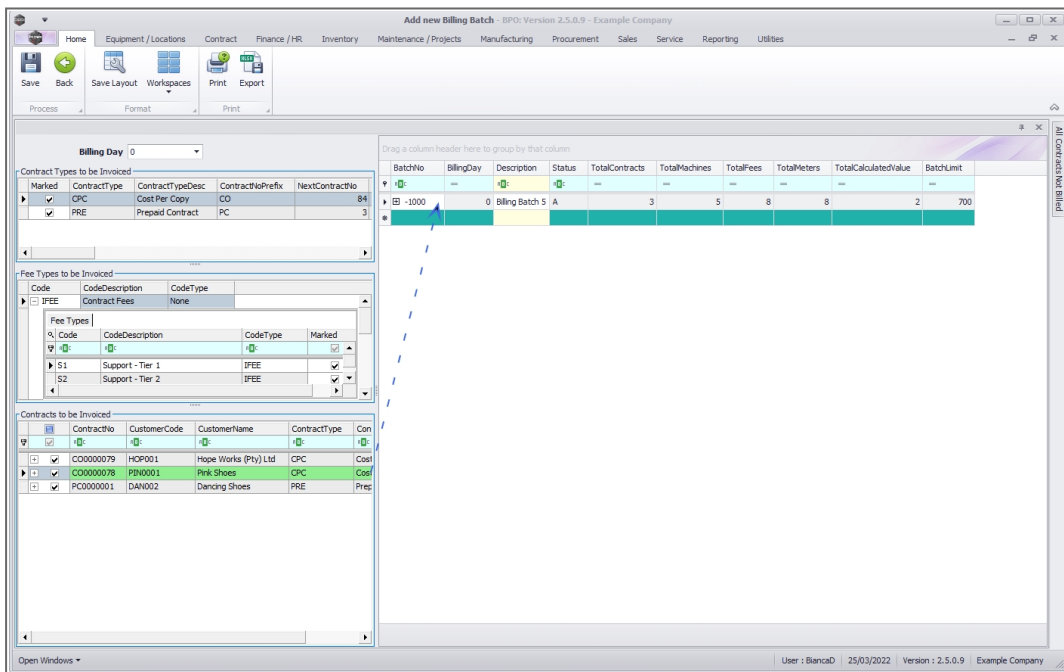 Add new Billing Batch - BPO: Version 2.5.0.9 - Example Company
Home Equipment / Locations Contract Finance / HR Inventory Maintenance / Projects Manufacturing Procurement Sales Service Reporting Utilities
Save Back Save Layout Workspaces Print Export
Process Format Print
All Contracts Not Billed
Billing Day 0
Contract Types to be Invoiced
Marked ContractType ContractTypeDesc ContractNoPrefix NextContractNo
CPC Cost Per Copy CO 84
PRE Prepaid Contract PC 3
Fee Types to be Invoiced
Code CodeDescription CodeType
IFEE Contract Fees None
Fee Types
Code CodeDescription CodeType Marked
S1 Support - Tier 1 IFEE
S2 Support - Tier 2 IFEE
Contracts to be Invoiced
ContractNo CustomerCode CustomerName ContractType Con
CO0000079 HOP001 Hope Works (Pty) Ltd CPC Cost
CO0000078 PIN0001 Pink Shoes CPC Cost
PC0000001 DAN002 Dancing Shoes PRE Prep
Drag a column header here to group by that column
BatchNo BillingDay Description Status TotalContracts TotalMachines TotalFees TotalMeters TotalCalculatedValue BatchLimit
-1000 0 Billing Batch 5 A 3 5 8 8 2 700
Open Windows User : BiancaD 25/03/2022 Version : 2.5.0.9 Example Company